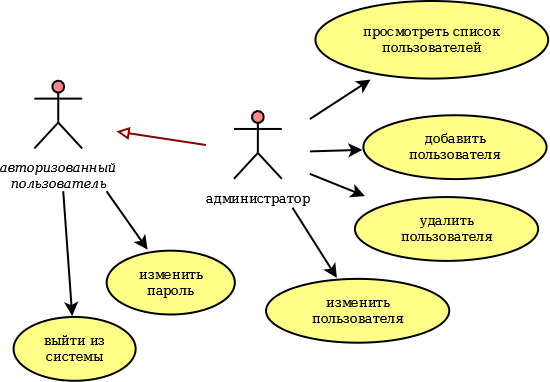 просмотреть список
пользователей
добавить
пользователя
авторизованный
пользователь
администратор
удалить
пользователя
изменить
пароль
изменить
пользователя
выйти из
системы